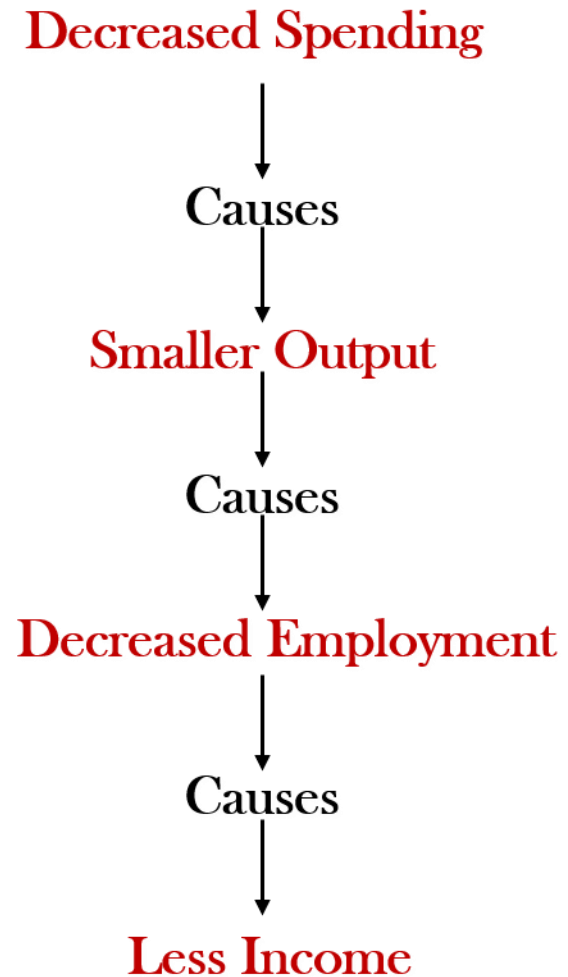 Decreased Spending
Causes
Smaller Output
Causes
Decreased Employment
Causes
Less Income